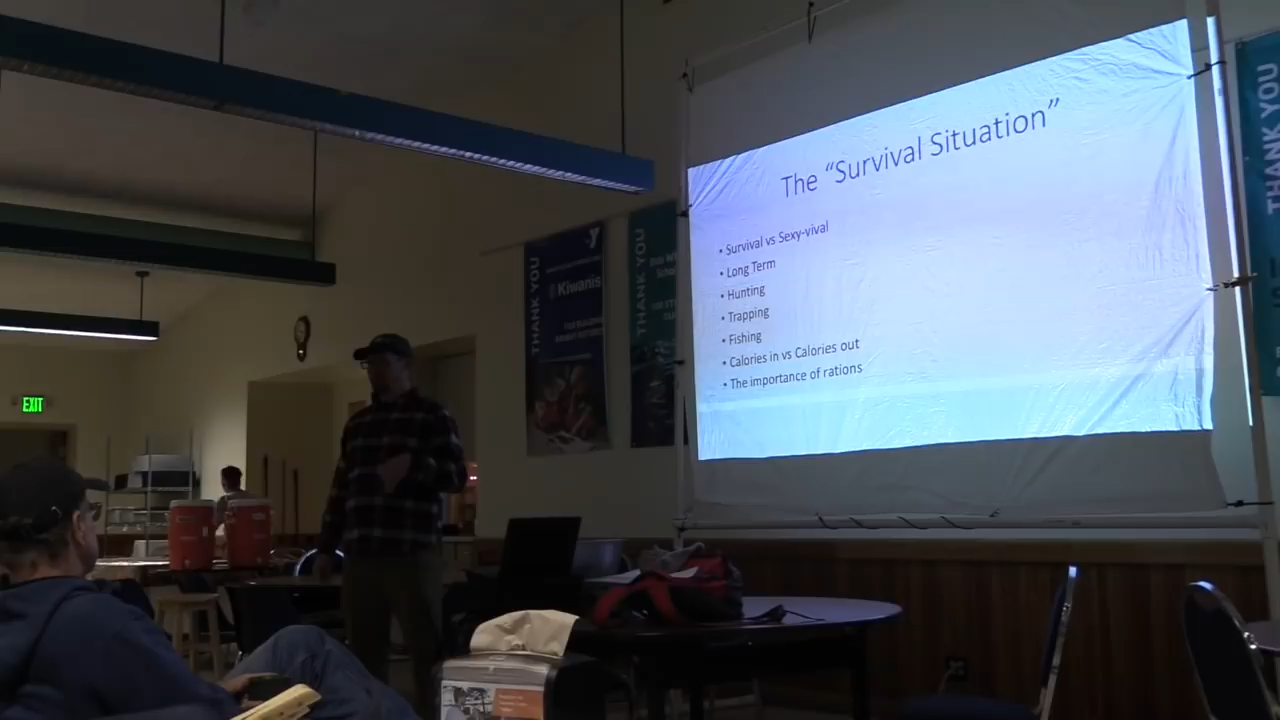 The “Survival Situation”
• Survival vs Sexy-vival
• Long Term
• Hunting
• Trapping
• Fishing
• Calories in vs Calories out
• The importance of rations
THANK YOU
Kiwanis
THANK YOU
THANK YOU
EXIT